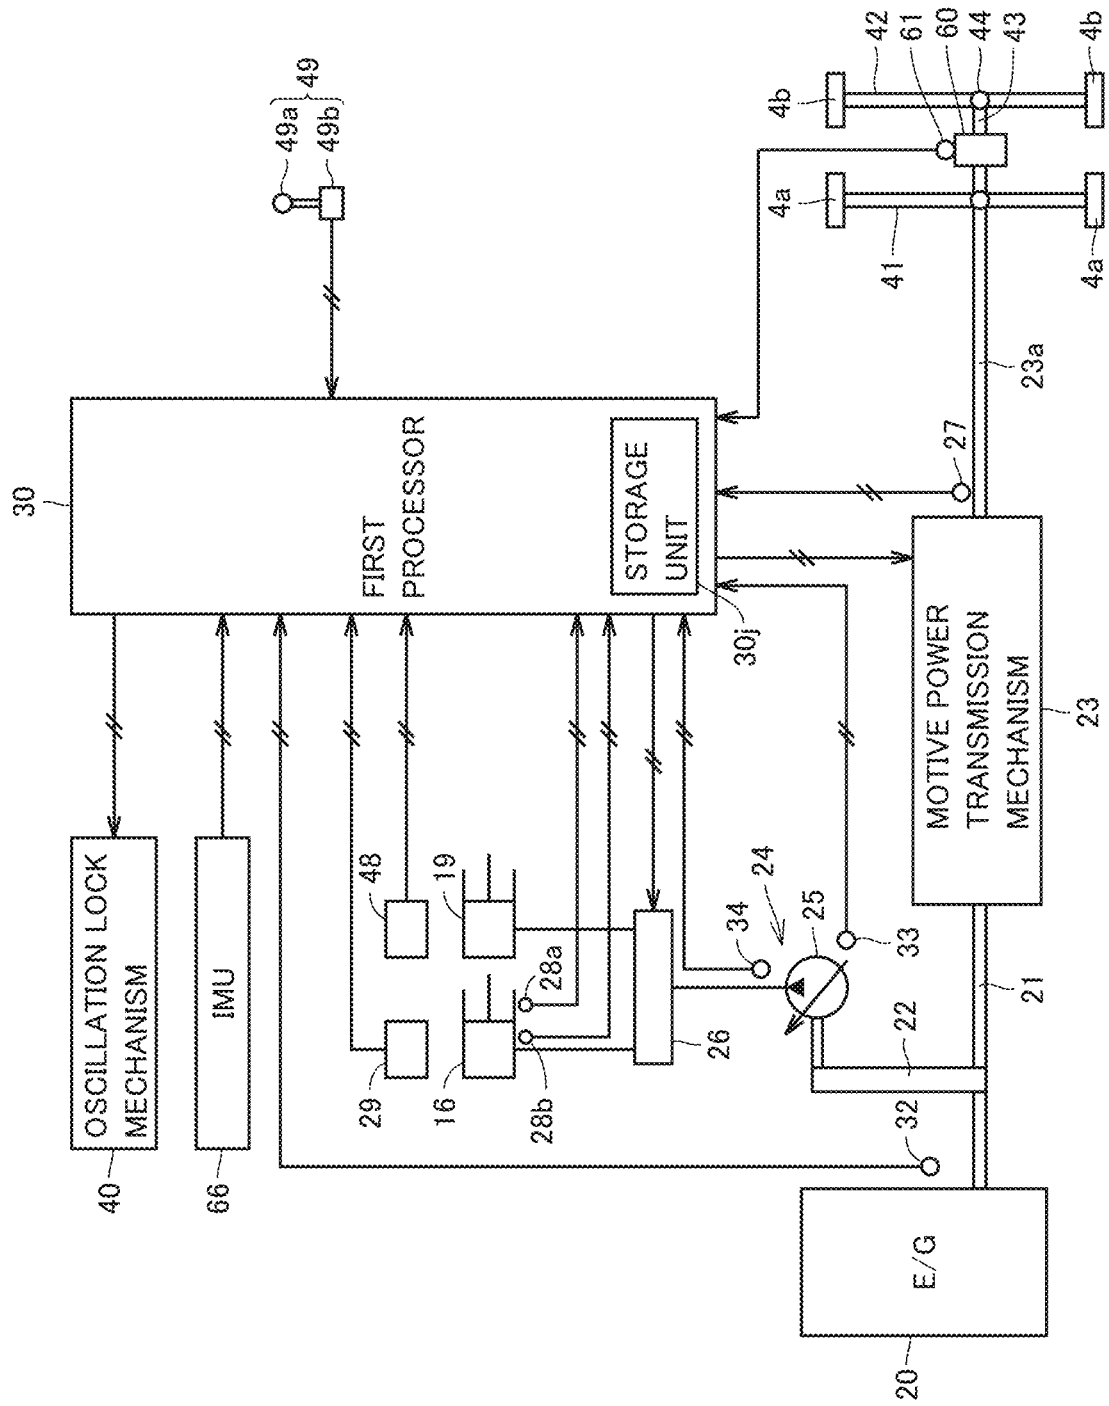 40
OSCILLATION LOCK
MECHANISM
66
IMU
30
FIRST
PROCESSOR
STORAGE
UNIT
30j
49
49a
49b
29
48
16
19
28b
28a
26
34
24
25
33
32
22
21
20
E/G
MOTIVE POWER
TRANSMISSION
MECHANISM
23
27
23a
41
4a
4a
42
61
60
44
43
4b
4b